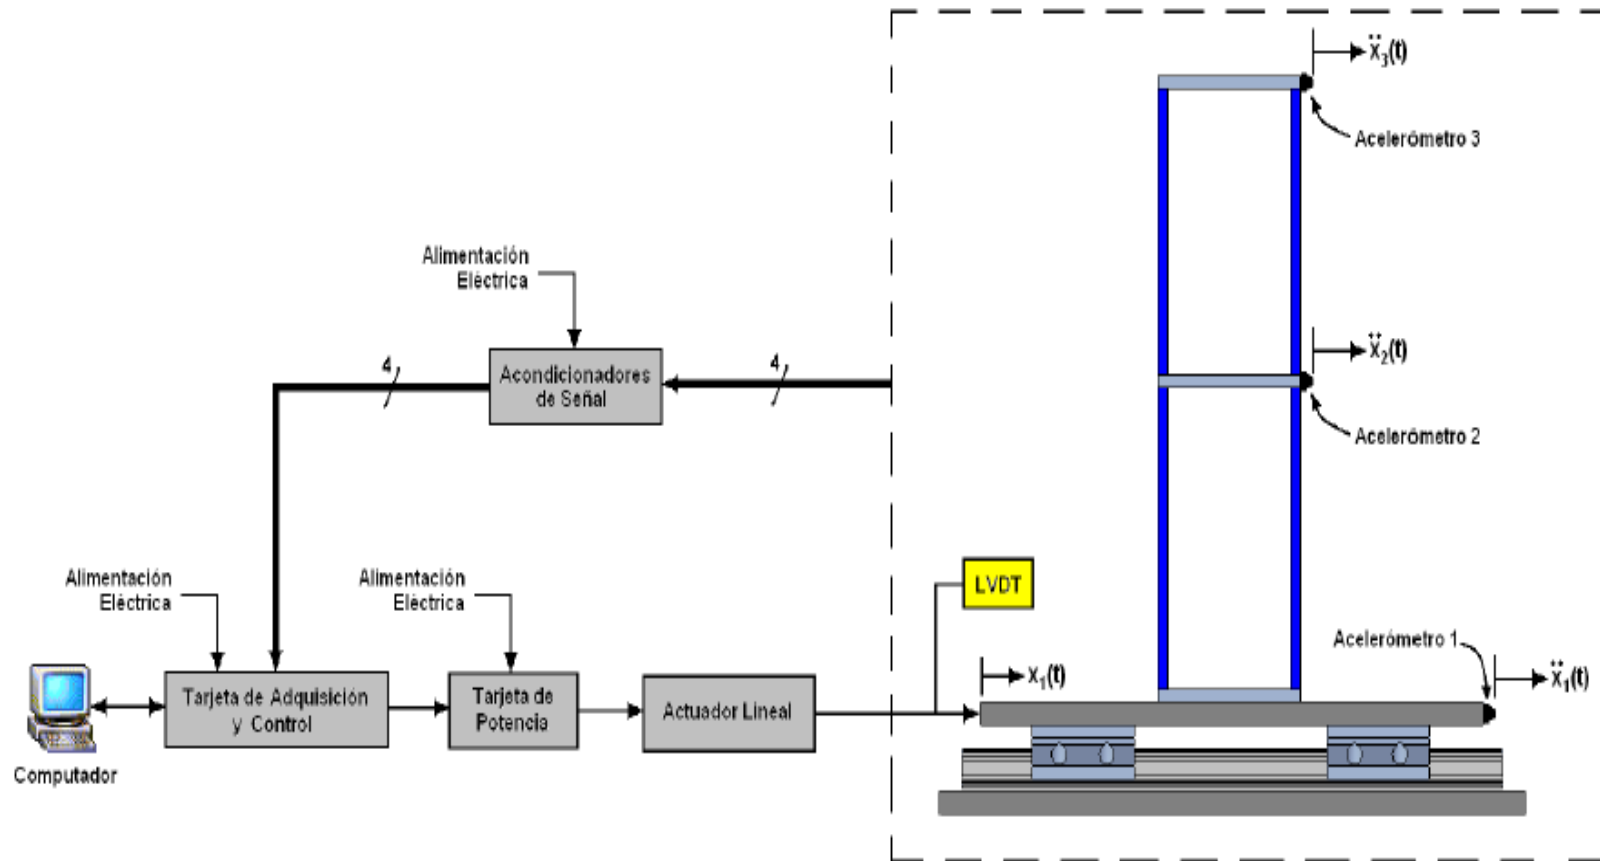 ẍ₃(t)
Acelerómetro 3
Alimentación
Eléctrica
4
4
Acondicionadores
de Señal
ẍ₂(t)
Acelerómetro 2
Alimentación
Eléctrica
Alimentación
Eléctrica
LVDT
Acelerómetro 1
x₁(t)
ẍ₁(t)
Tarjeta de Adquisición
y Control
Tarjeta de
Potencia
Actuador Lineal
Computador